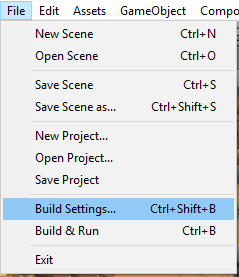 File Edit Assets GameObject Compo
New Scene Ctrl+N
Open Scene Ctrl+O
Save Scene Ctrl+S
Save Scene as... Ctrl+Shift+S
New Project...
Open Project...
Save Project
Build Settings... Ctrl+Shift+B
Build & Run Ctrl+B
Exit